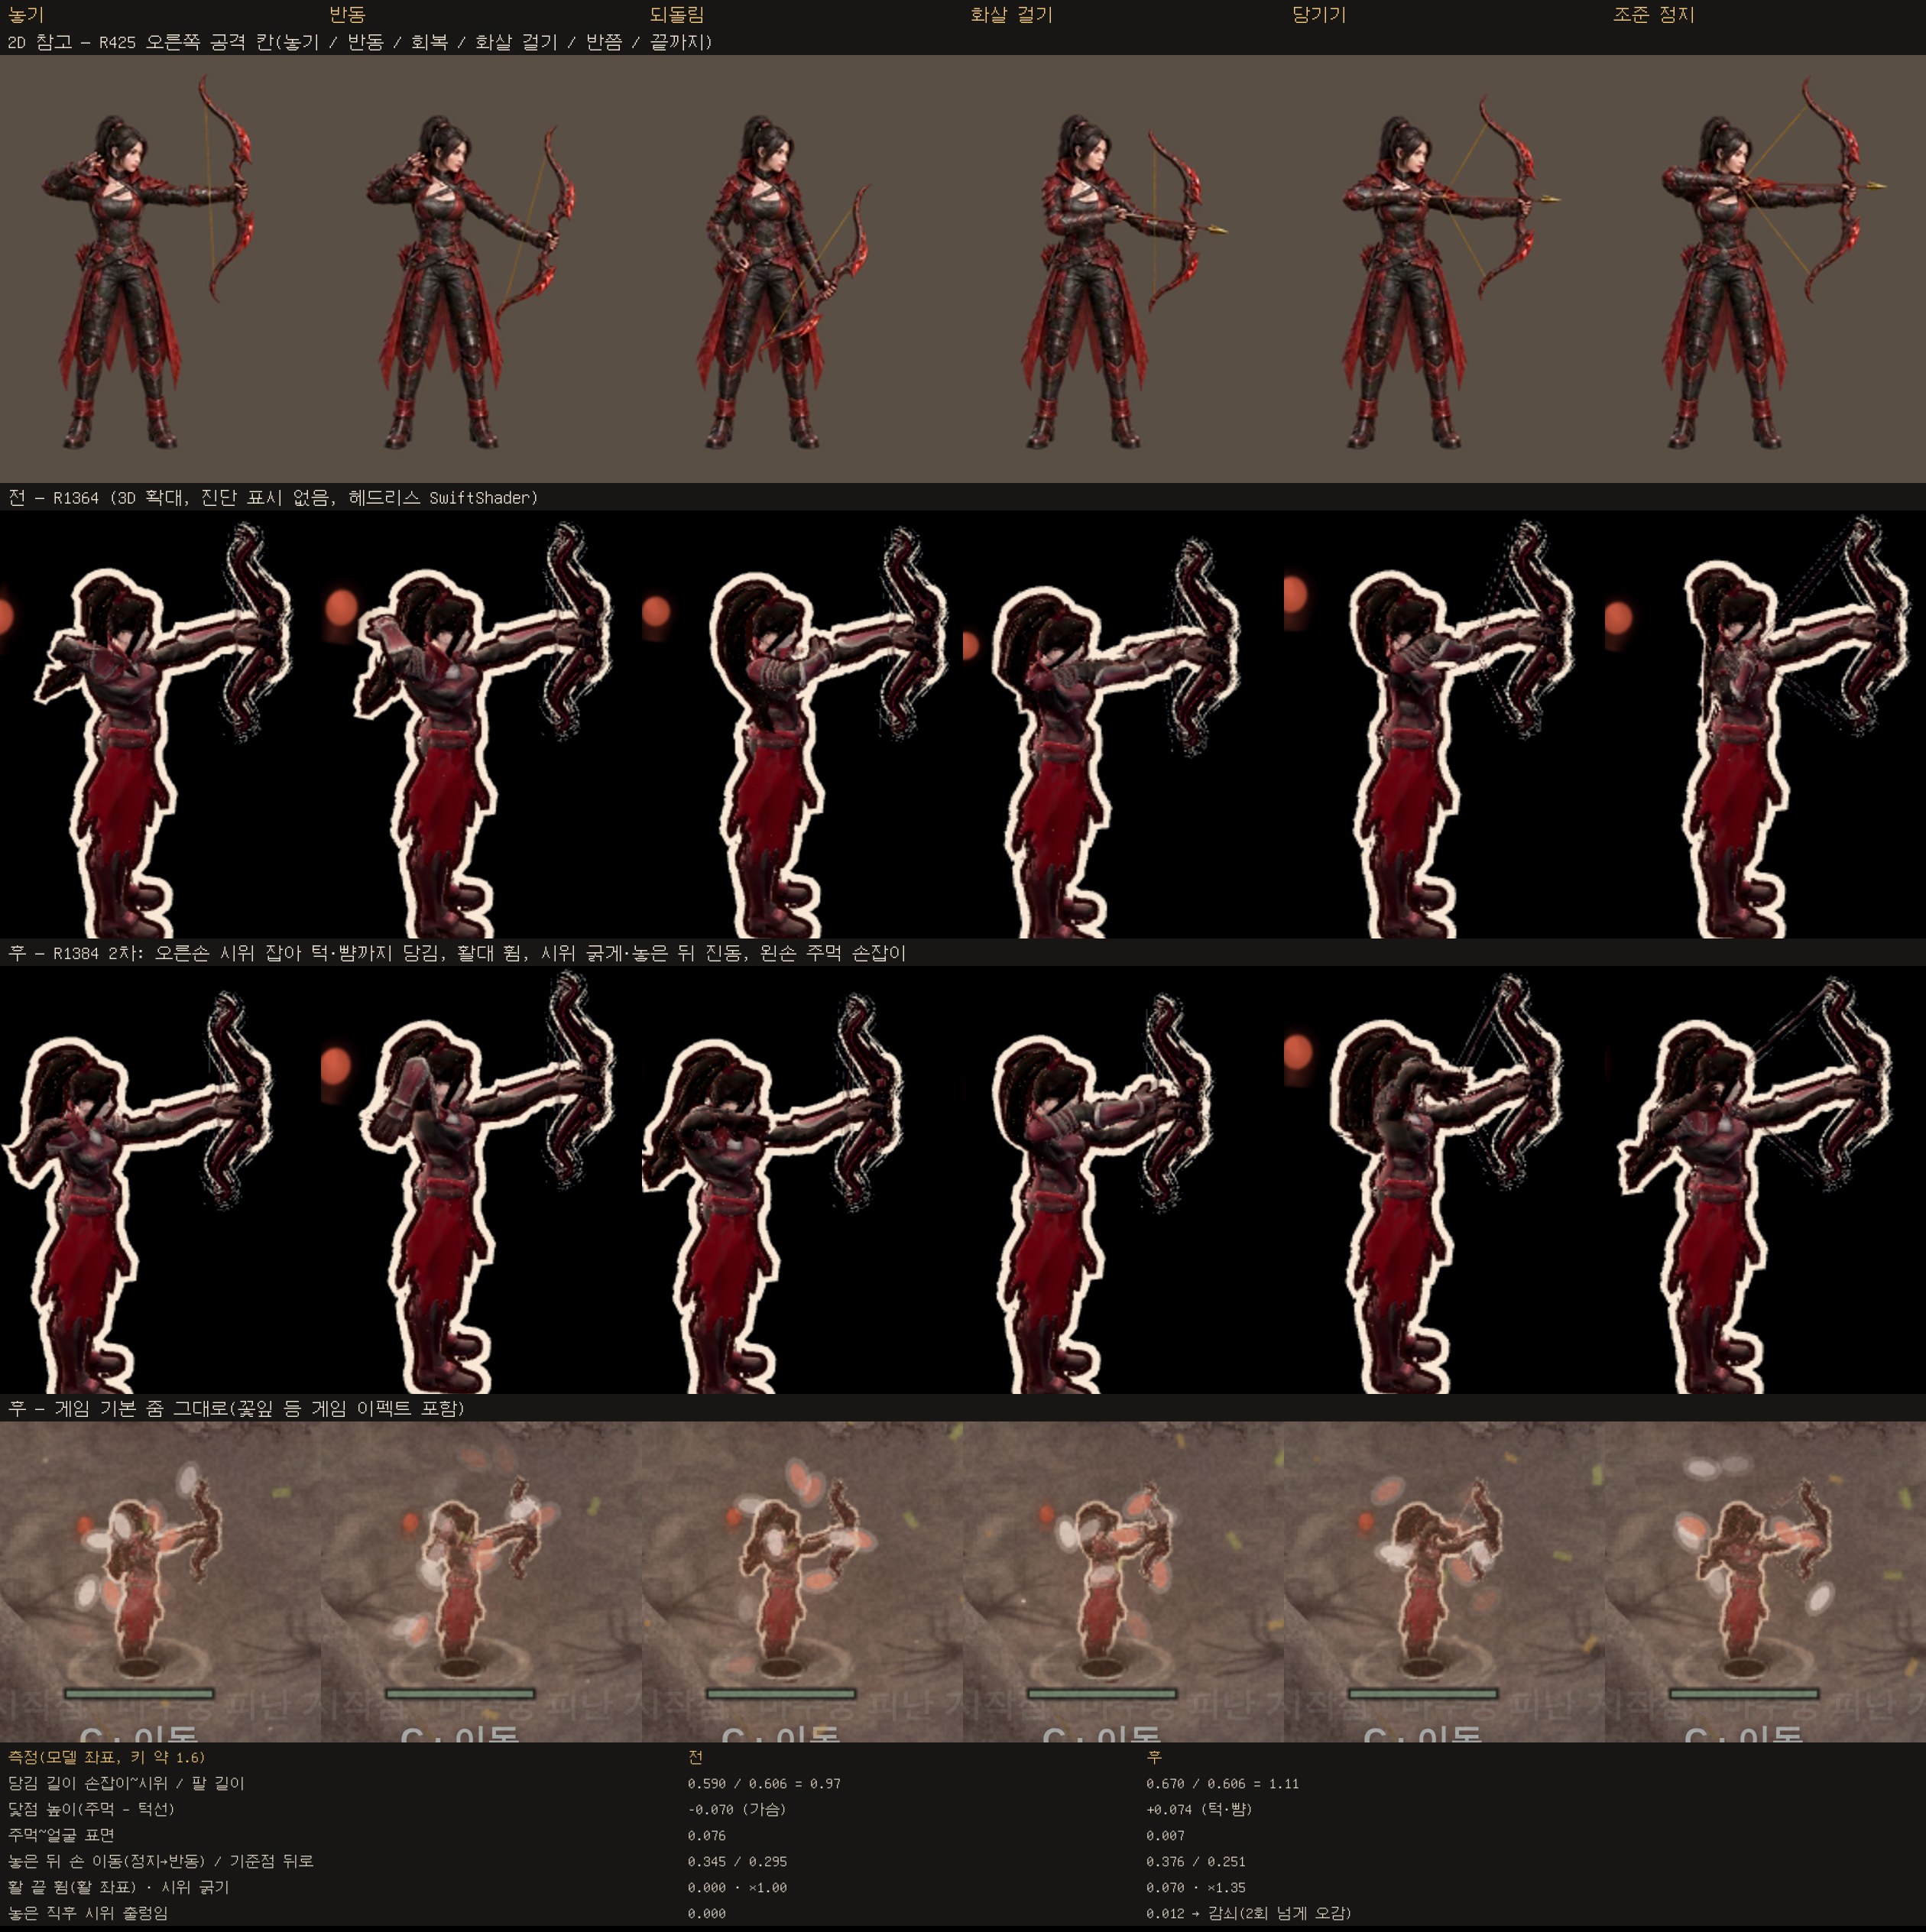 놓기 반동 되돌림 화살 걸기 당기기 조준 정지
2D 참고 – R425 오른쪽 공격 칸(놓기 / 반동 / 회복 / 화살 걸기 / 반쯤 / 끝까지)
전 – R1364 (3D 확대, 진단 표시 없음, 헤드리스 SwiftShader)
후 – R1384 2차: 오른손 시위 잡아 턱·뺨까지 당김, 활대 휨, 시위 굵게·놓은 뒤 진동, 왼손 주먹 손잡이
후 – 게임 기본 줌 그대로(꽃잎 등 게임 이펙트 포함)
피난 피난 피난 피난 피난 피난
G : 이동 G : 이동 G : 이동 G : 이동 G : 이동 G : 이동
측정(모델 좌표, 키 약 1.6) 전 후
당김 길이 손잡이~시위 / 팔 길이 0.590 / 0.606 = 0.97 0.670 / 0.606 = 1.11
닻점 높이(주먹 – 턱선) -0.070 (가슴) +0.074 (턱·뺨)
주먹~얼굴 표면 0.076 0.007
놓은 뒤 손 이동(정지→반동) / 기준점 뒤로 0.345 / 0.295 0.376 / 0.251
활 끝 휨(활 좌표) · 시위 굵기 0.000 · ×1.00 0.070 · ×1.35
놓은 직후 시위 출렁임 0.000 0.012 → 감쇠(2회 넘게 오감)